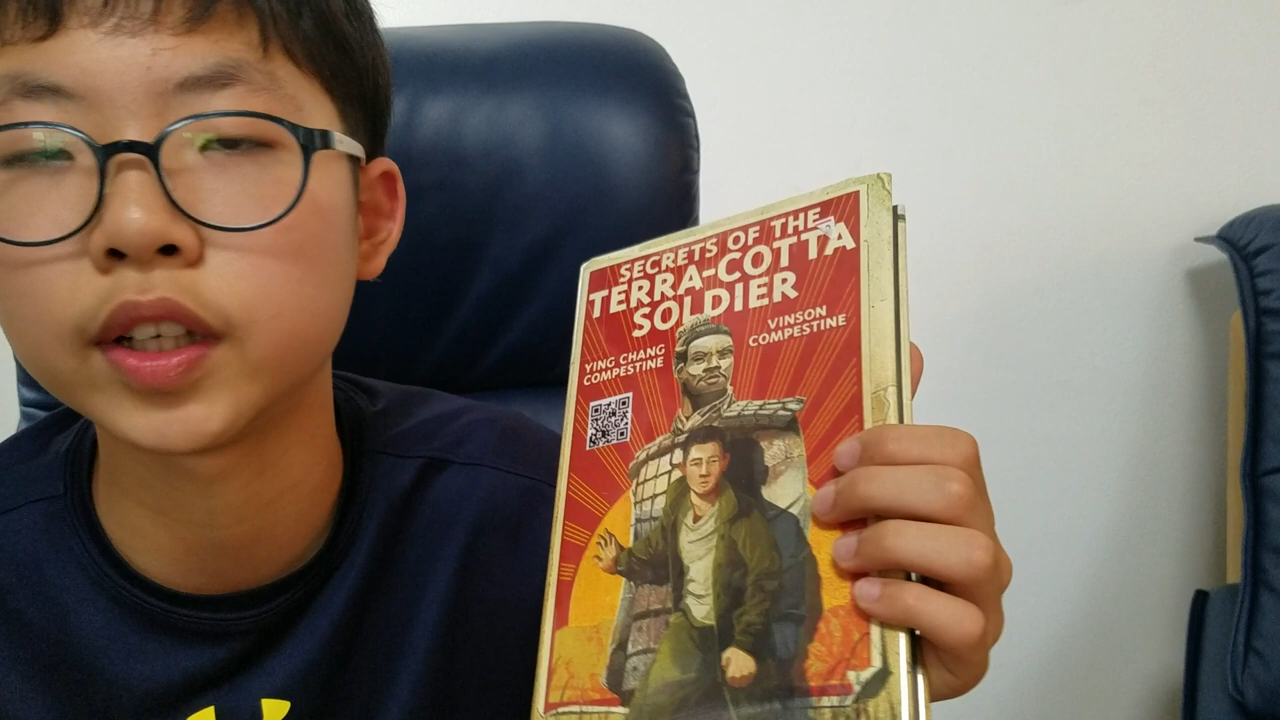 SECRETS OF THE
TERRA-COTTA
SOLDIER
VINSON
COMPESTINE
YING CHANG
COMPESTINE